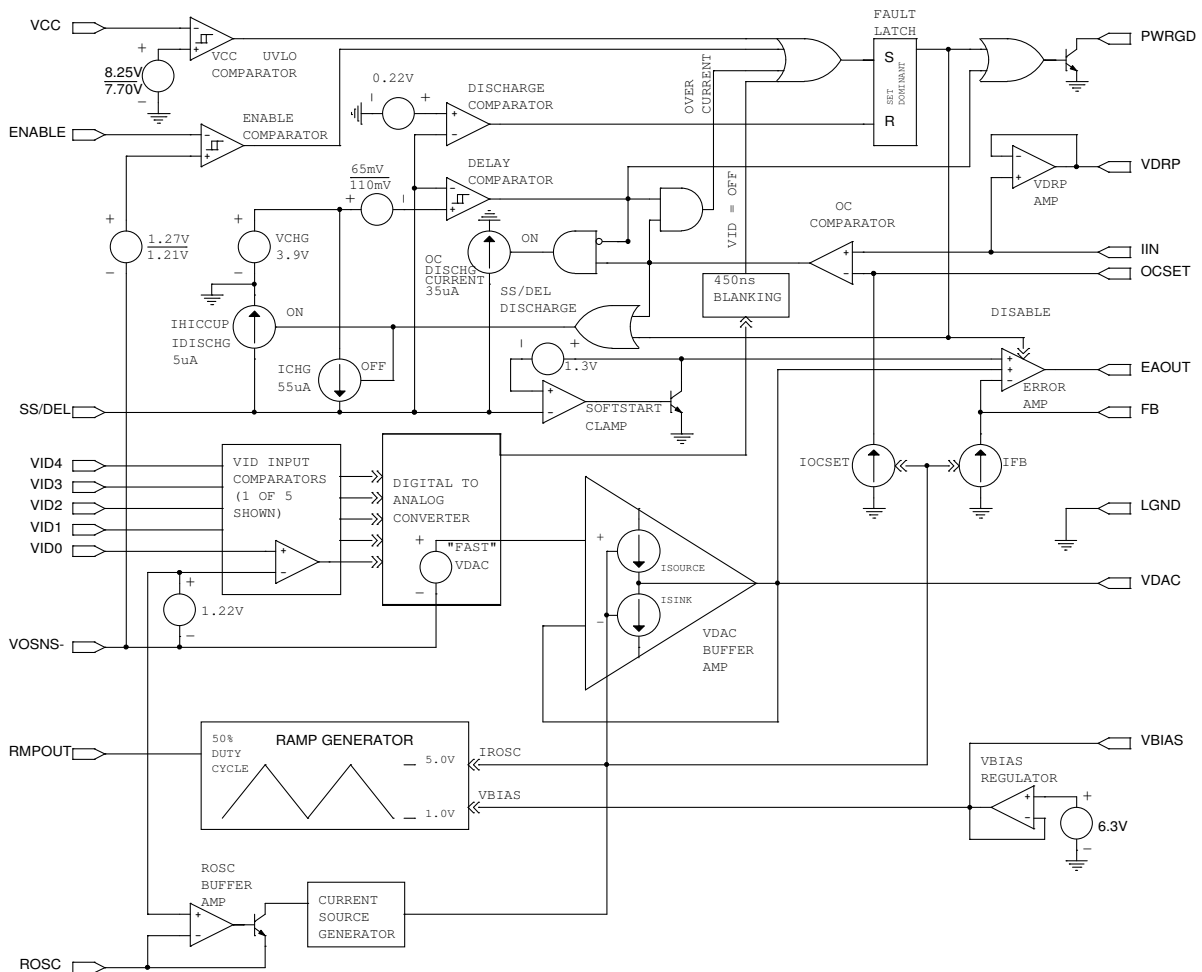 VCC
8.25V
7.70V
VCC UVLO
COMPARATOR
FAULT
LATCH
S
SET
DOMINANT
R
PWRGD
0.22V
DISCHARGE
COMPARATOR
OVER
CURRENT
ENABLE
ENABLE
COMPARATOR
65mV
110mV
DELAY
COMPARATOR
VID = OFF
OC
COMPARATOR
VDRP
AMP
VDRP
1.27V
1.21V
VCHG
3.9V
ON
OC
DISCHG
CURRENT
35uA
SS/DEL
DISCHARGE
450ns
BLANKING
IIN
OCSET
IHICCUP
IDISCHG
5uA
ON
DISABLE
ICHG
55uA
OFF
1.3V
SOFTSTART
CLAMP
ERROR
AMP
EAOUT
SS/DEL
FB
VID4
VID3
VID2
VID1
VID0
VID INPUT
COMPARATORS
(1 OF 5
SHOWN)
DIGITAL TO
ANALOG
CONVERTER
"FAST"
VDAC
IOCSET
IFB
LGND
ISOURCE
ISINK
VDAC
BUFFER
AMP
VDAC
1.22V
VOSNS-
RMPOUT
50%
DUTY
CYCLE
RAMP GENERATOR
5.0V
1.0V
IROSC
VBIAS
VBIAS
REGULATOR
VBIAS
6.3V
ROSC
BUFFER
AMP
CURRENT
SOURCE
GENERATOR
ROSC